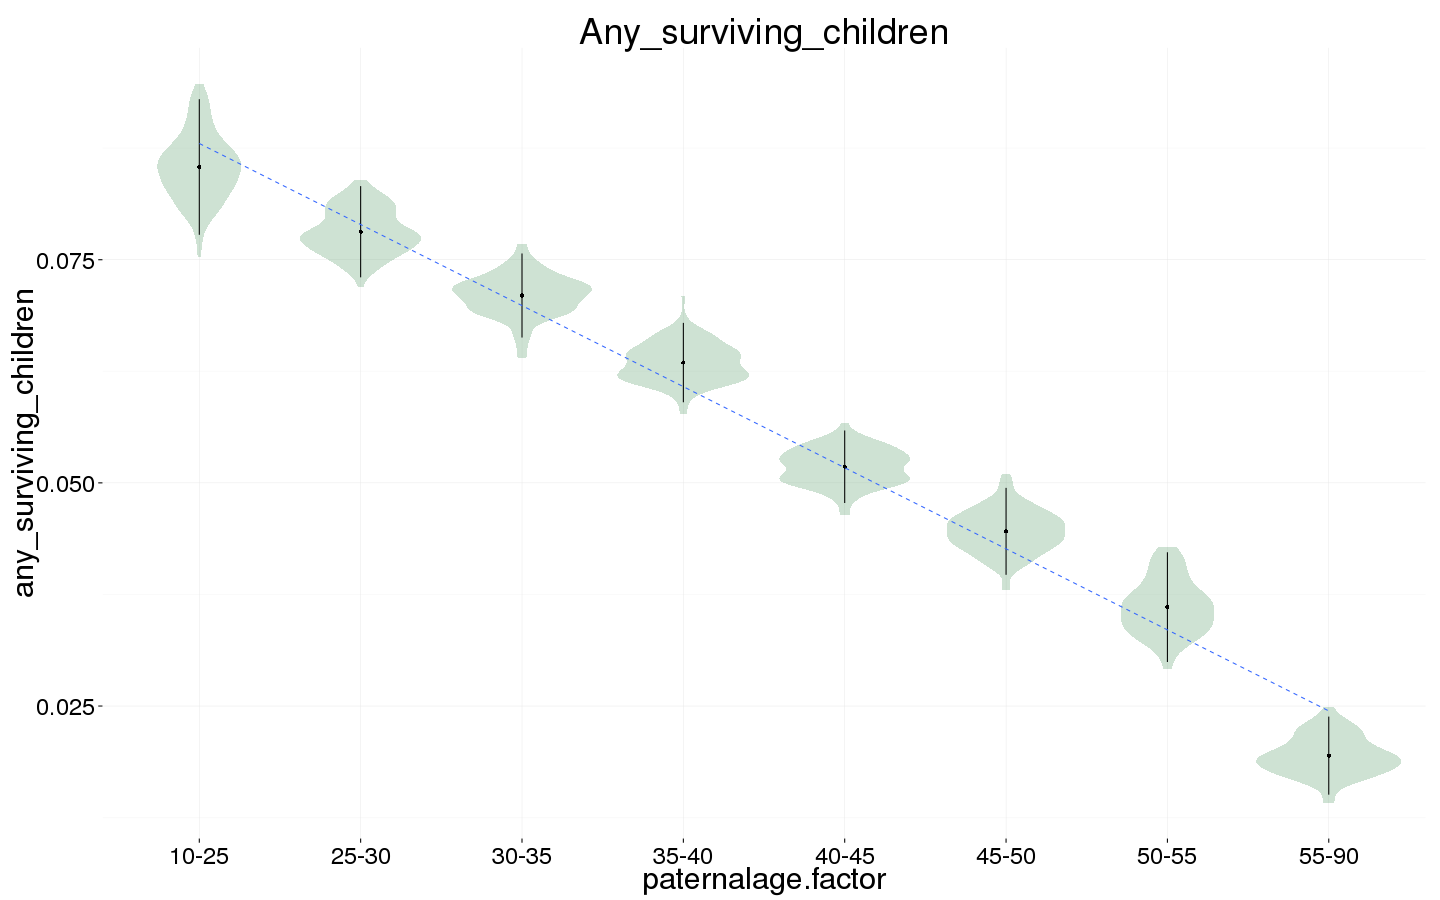 Any_surviving_children
any_surviving_children
0.075
0.050
0.025
10-25 25-30 30-35 35-40 40-45 45-50 50-55 55-90
paternalage.factor